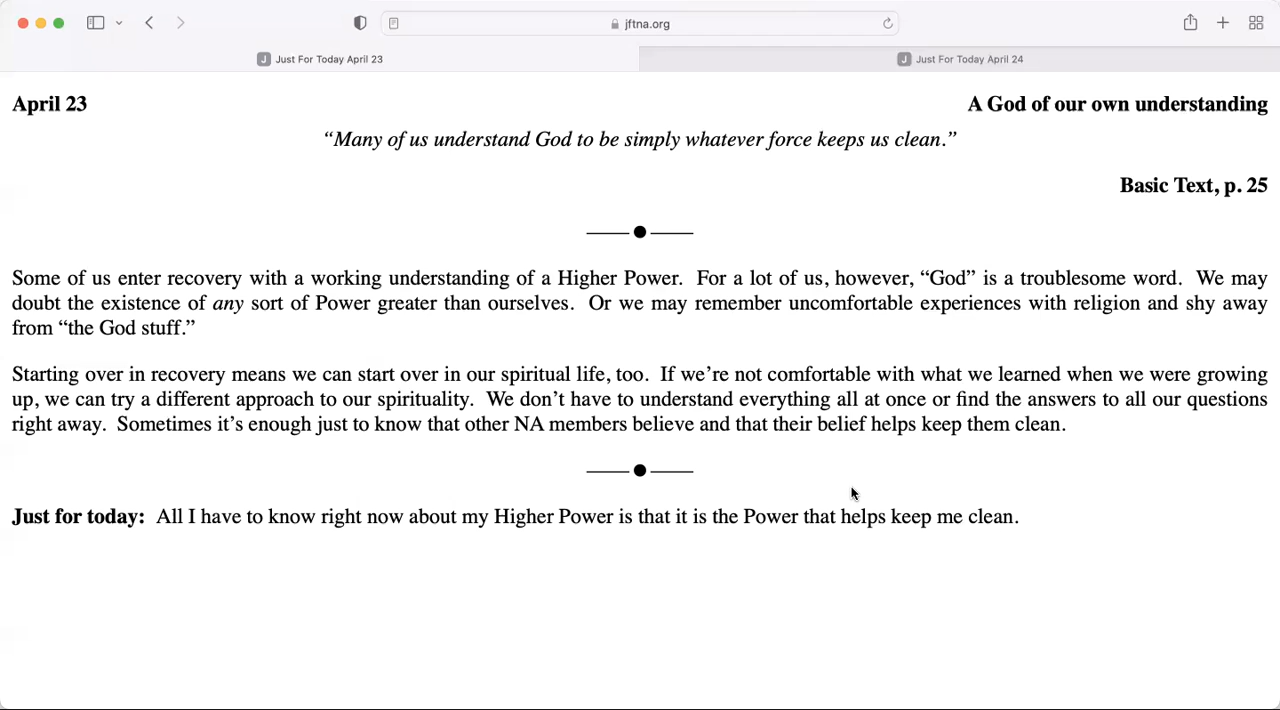 jftna.org
J Just For Today April 23
J Just For Today April 24
April 23
A God of our own understanding
“Many of us understand God to be simply whatever force keeps us clean.”
Basic Text, p. 25
Some of us enter recovery with a working understanding of a Higher Power. For a lot of us, however, “God” is a troublesome word. We may
doubt the existence of any sort of Power greater than ourselves. Or we may remember uncomfortable experiences with religion and shy away
from “the God stuff.”
Starting over in recovery means we can start over in our spiritual life, too. If we’re not comfortable with what we learned when we were growing
up, we can try a different approach to our spirituality. We don’t have to understand everything all at once or find the answers to all our questions
right away. Sometimes it’s enough just to know that other NA members believe and that their belief helps keep them clean.
Just for today: All I have to know right now about my Higher Power is that it is the Power that helps keep me clean.